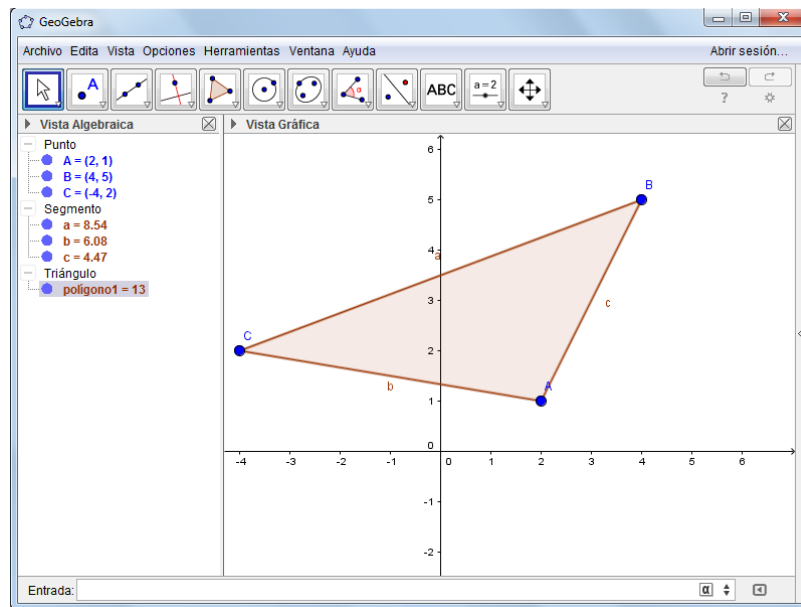 GeoGebra
Archivo Edita Vista Opciones Herramientas Ventana Ayuda Abrir sesión...
A α ABC a = 2 ?
Vista Algebraica
Punto
A = (2, 1)
B = (4, 5)
C = (-4, 2)
Segmento
a = 8.54
b = 6.08
c = 4.47
Triángulo
polígono1 = 13
Vista Gráfica
6
5
4
3
2
1
0
-1
-2
-4 -3 -2 -1 0 1 2 3 4 5 6
B
a
c
C
b
A
Entrada: α